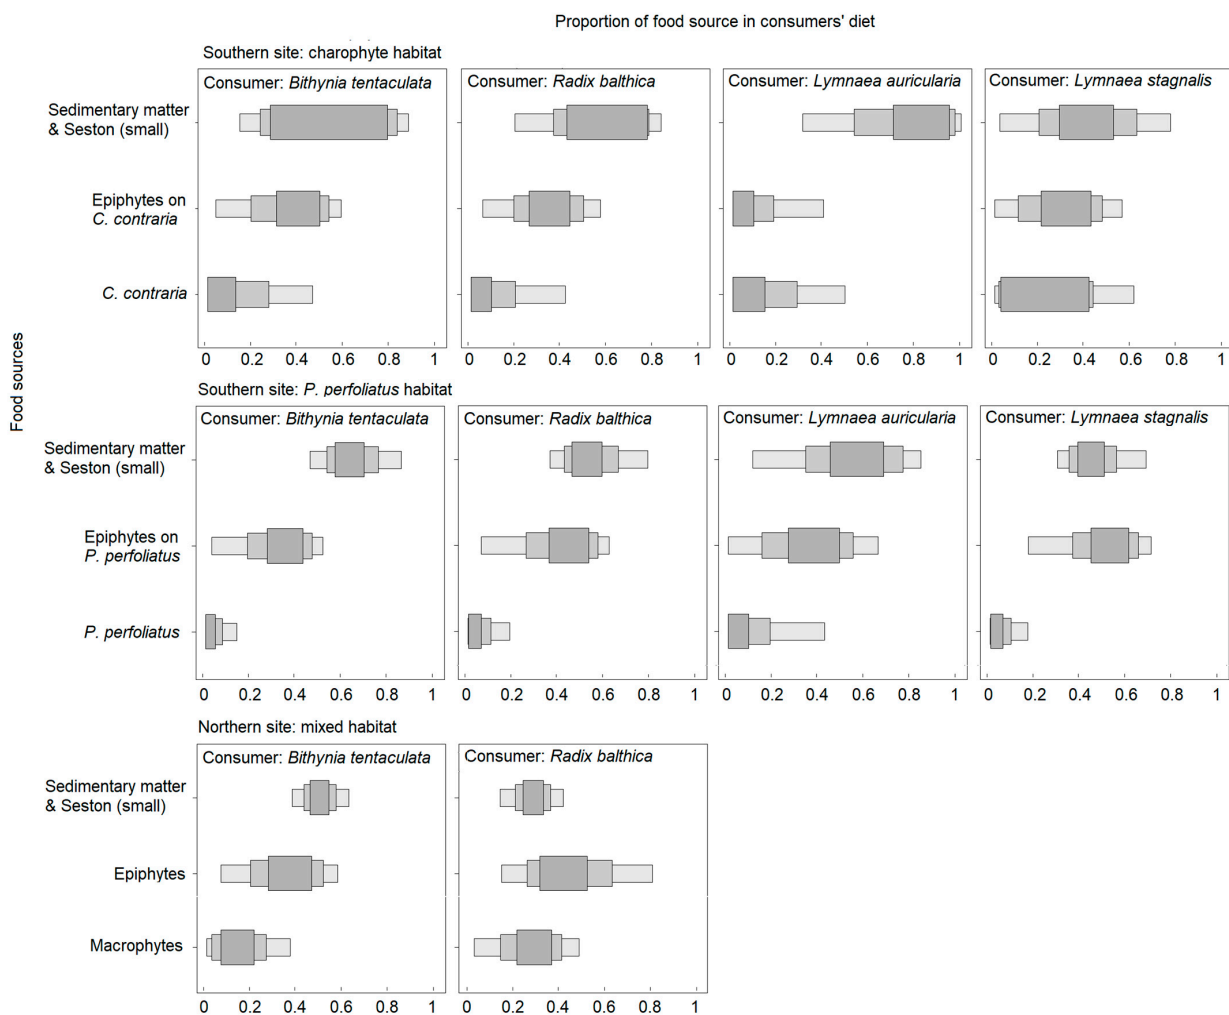 Proportion of food source in consumers' diet
Southern site: charophyte habitat
Consumer: Bithynia tentaculata
Consumer: Radix balthica
Consumer: Lymnaea auricularia
Consumer: Lymnaea stagnalis
Sedimentary matter
& Seston (small)
Epiphytes on
C. contraria
C. contraria
0 0.2 0.4 0.6 0.8 1
0 0.2 0.4 0.6 0.8 1
0 0.2 0.4 0.6 0.8 1
0 0.2 0.4 0.6 0.8 1
Food sources
Southern site: P. perfoliatus habitat
Consumer: Bithynia tentaculata
Consumer: Radix balthica
Consumer: Lymnaea auricularia
Consumer: Lymnaea stagnalis
Sedimentary matter
& Seston (small)
Epiphytes on
P. perfoliatus
P. perfoliatus
0 0.2 0.4 0.6 0.8 1
0 0.2 0.4 0.6 0.8 1
0 0.2 0.4 0.6 0.8 1
0 0.2 0.4 0.6 0.8 1
Northern site: mixed habitat
Consumer: Bithynia tentaculata
Consumer: Radix balthica
Sedimentary matter
& Seston (small)
Epiphytes
Macrophytes
0 0.2 0.4 0.6 0.8 1
0 0.2 0.4 0.6 0.8 1